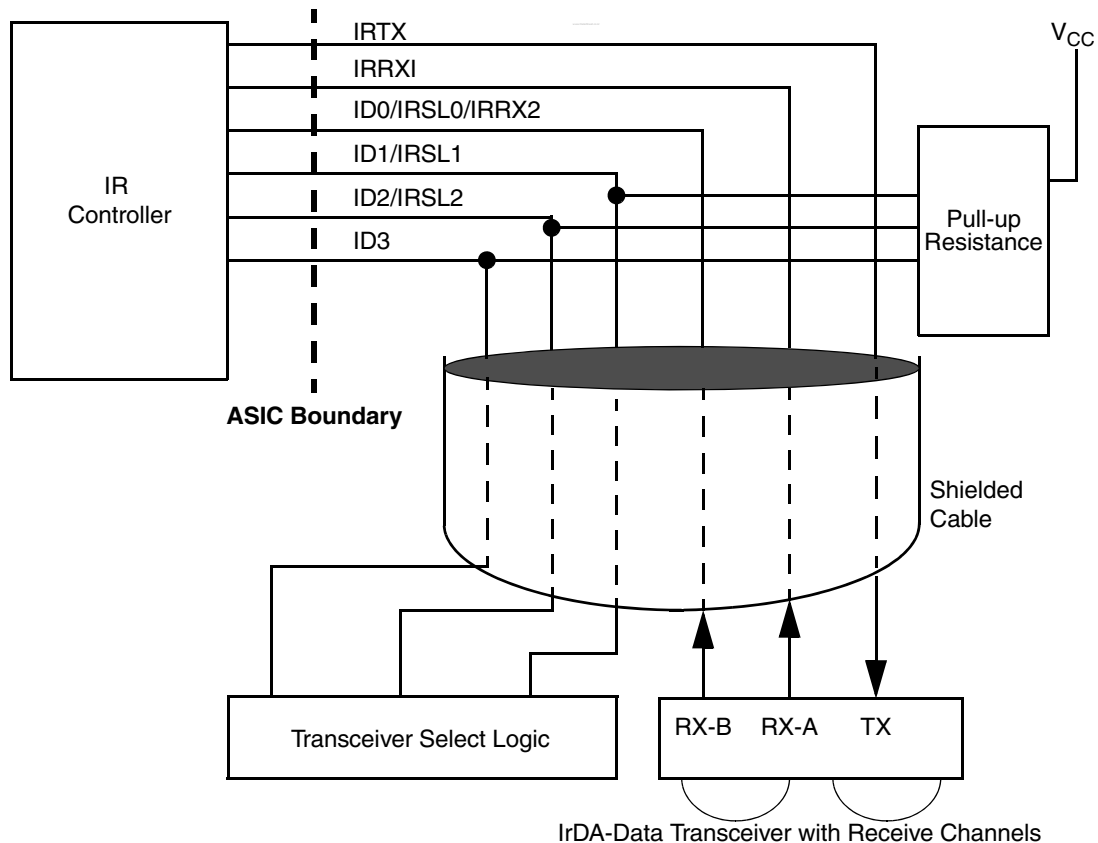 IRTX
V_CC
IRRXI
ID0/IRSL0/IRRX2
ID1/IRSL1
IR
Controller
ID2/IRSL2
ID3
Pull-up
Resistance
ASIC Boundary
Shielded
Cable
Transceiver Select Logic
RX-B RX-A TX
IrDA-Data Transceiver with Receive Channels